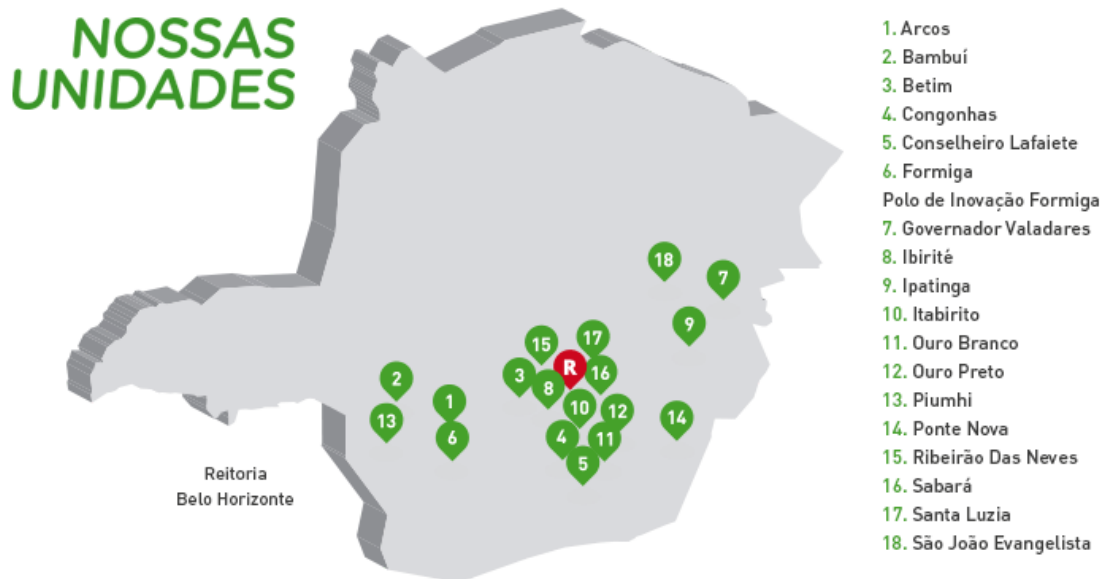 NOSSAS
UNIDADES
1. Arcos
2. Bambuí
3. Betim
4. Congonhas
5. Conselheiro Lafaiete
6. Formiga
Polo de Inovação Formiga
7. Governador Valadares
8. Ibirité
9. Ipatinga
10. Itabirito
11. Ouro Branco
12. Ouro Preto
13. Piumhi
14. Ponte Nova
15. Ribeirão Das Neves
16. Sabará
17. Santa Luzia
18. São João Evangelista
18
7
9
17
15
R
16
3
8
2
1
10
12
13
14
6
4
11
5
Reitoria
Belo Horizonte